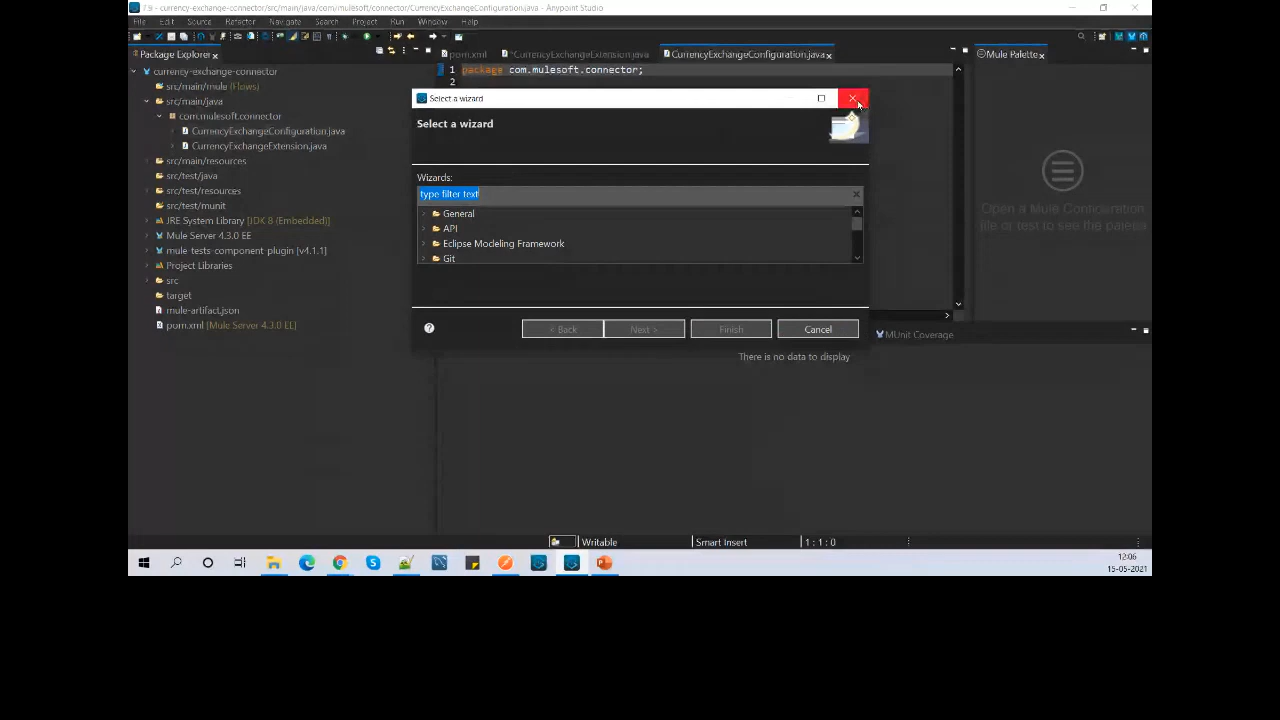 7.9 - currency-exchange-connector/src/main/java/com/mulesoft/connector/CurrencyExchangeConfiguration.java - Anypoint Studio
File Edit Source Refactor Navigate Search Project Run Window Help
Package Explorer
pom.xml *CurrencyExchangeExtension.java CurrencyExchangeConfiguration.java
Mule Palette
currency-exchange-connector
src/main/mule (Flows)
src/main/java
com.mulesoft.connector
CurrencyExchangeConfiguration.java
CurrencyExchangeExtension.java
src/main/resources
src/test/java
src/test/resources
src/test/munit
JRE System Library [JDK 8 (Embedded)]
Mule Server 4.3.0 EE
mule-tests-component-plugin [v4.1.1]
Project Libraries
src
target
mule-artifact.json
pom.xml [Mule Server 4.3.0 EE]
1 package com.mulesoft.connector;
2
Select a wizard
Select a wizard
Wizards:
type filter text
General
API
Eclipse Modeling Framework
Git
< Back Next > Finish Cancel
Open a Mule Configuration
file or test to see the palette
MUnit Coverage
There is no data to display
Writable Smart Insert 1 : 1 : 0
12:06
15-05-2021